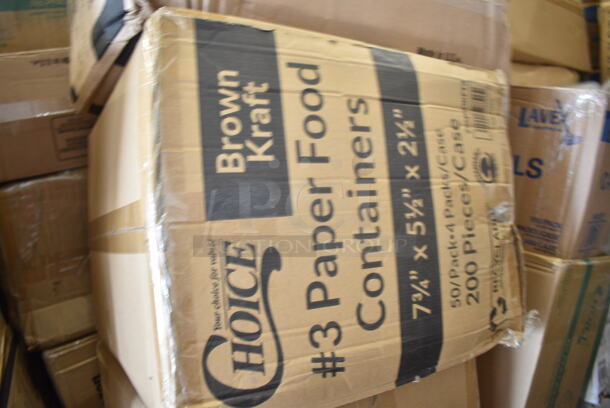 Your choice for value!
CHOICE
Brown
Kraft
#3 Paper Food
Containers
7¾" x 5½" x 2½"
50/Pack•4 Packs/Case
200 Pieces/Case
LS